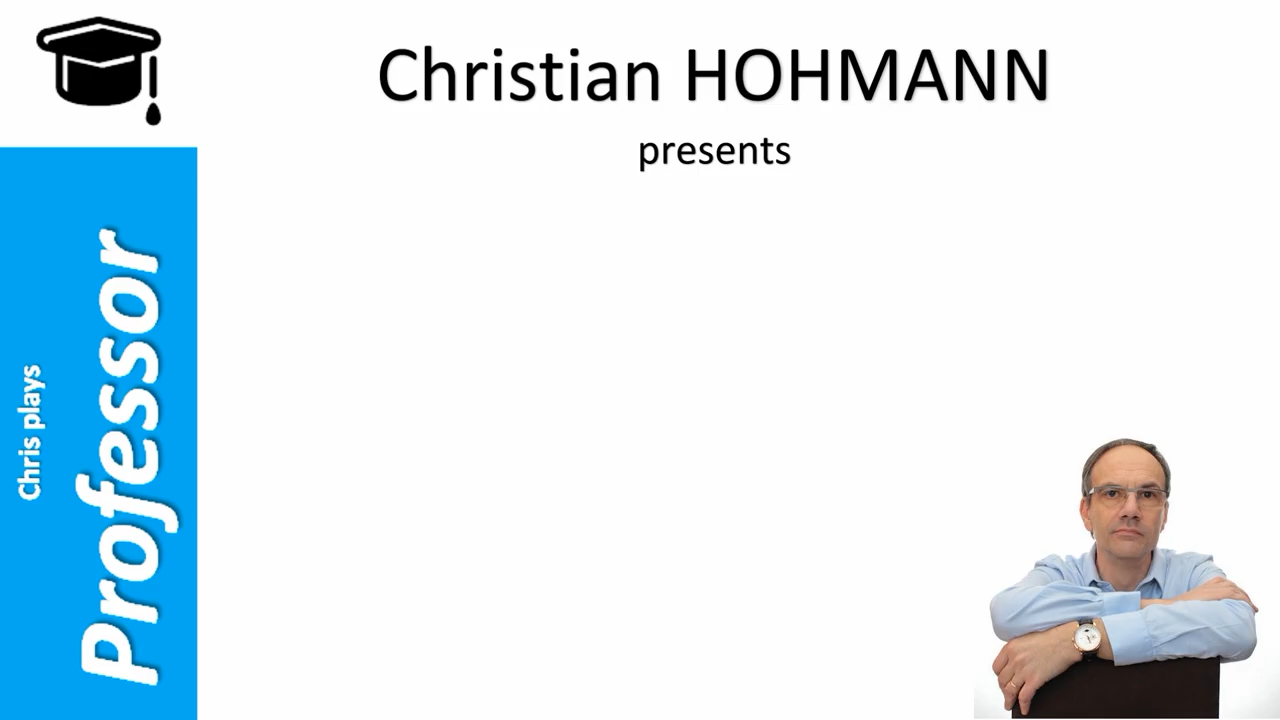 Christian HOHMANN
presents
Chris plays
Professor